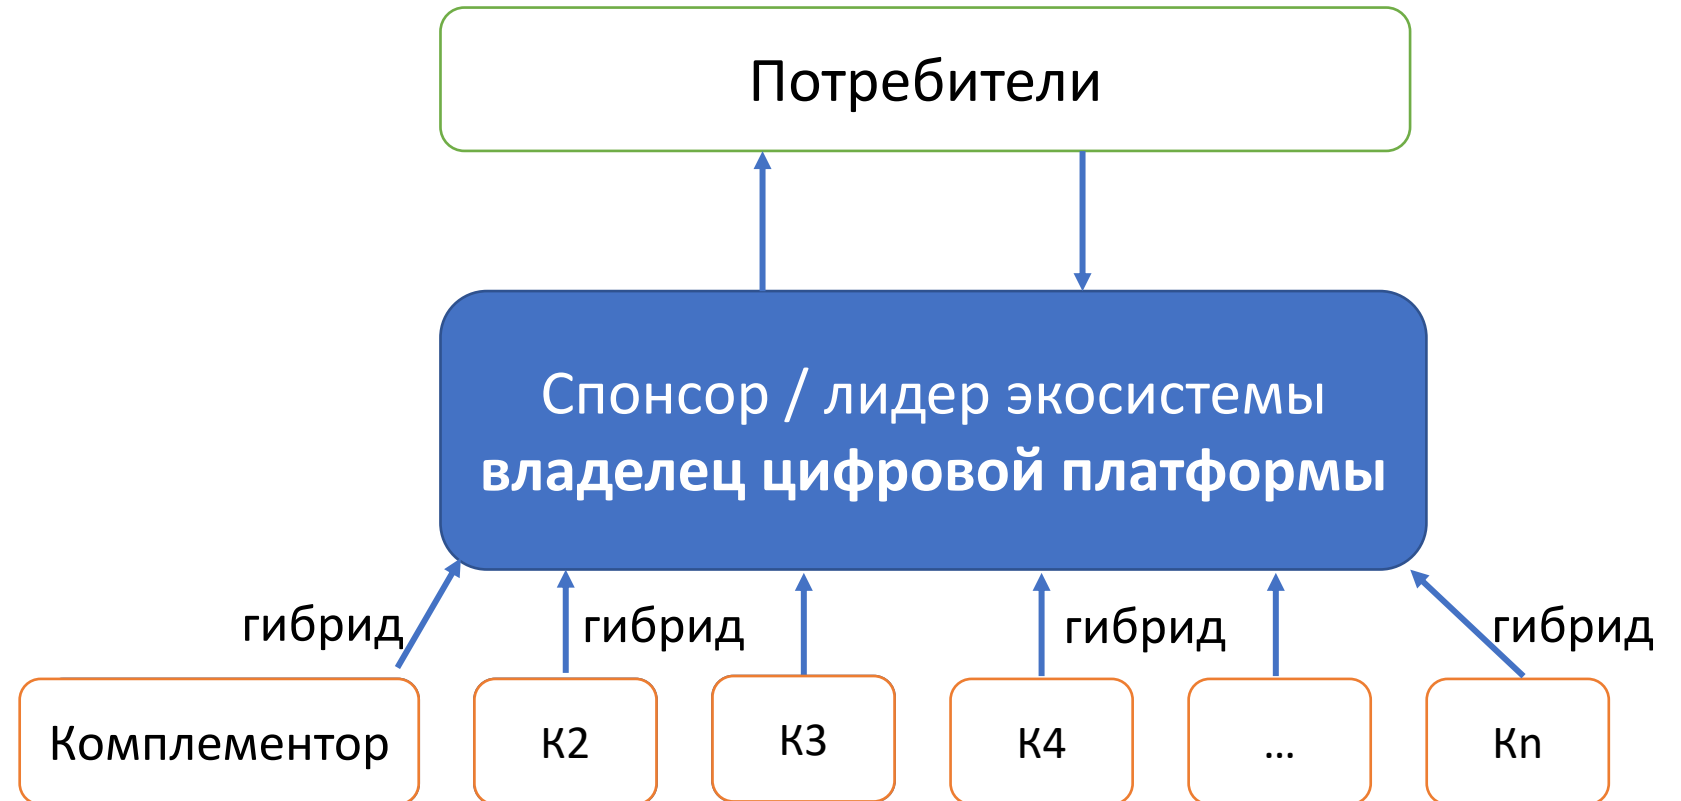 Потребители
Спонсор / лидер экосистемы
владелец цифровой платформы
гибрид
гибрид
гибрид
гибрид
Комплементор
К2
К3
К4
...
Кn